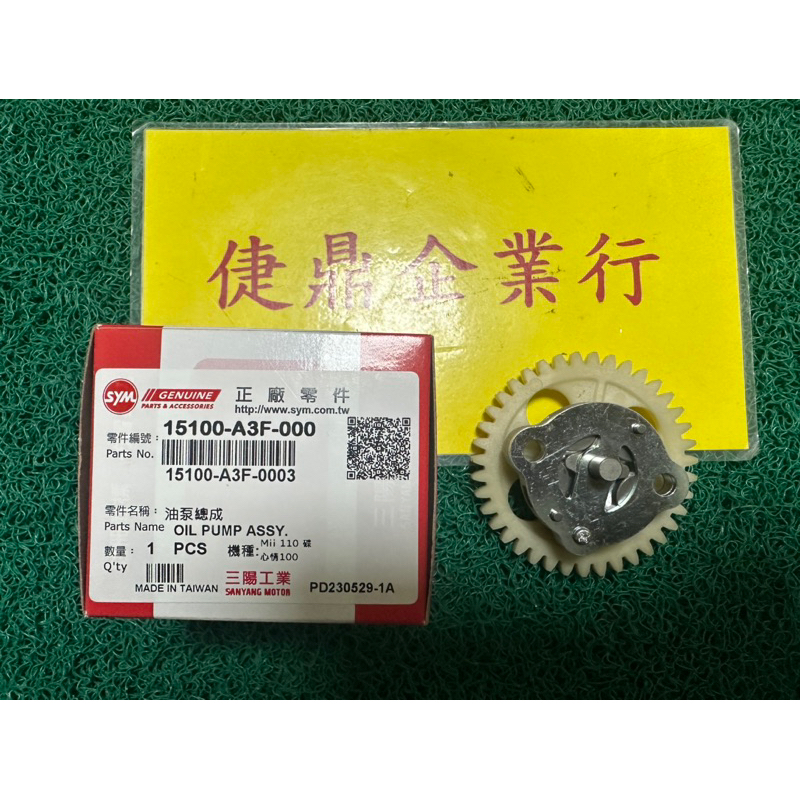 倢鼎企業行
SYM GENUINE 正廠零件
PARTS & ACCESSORIES
http://www.sym.com.tw
零件編號: 15100-A3F-000
Parts No.
15100-A3F-0003
零件名稱: 油泵總成
Parts Name OIL PUMP ASSY.
數量: 1 PCS 機種: Mii 110 碟
心情100
Q'ty
MADE IN TAIWAN 三陽工業
SANYANG MOTOR PD230529-1A